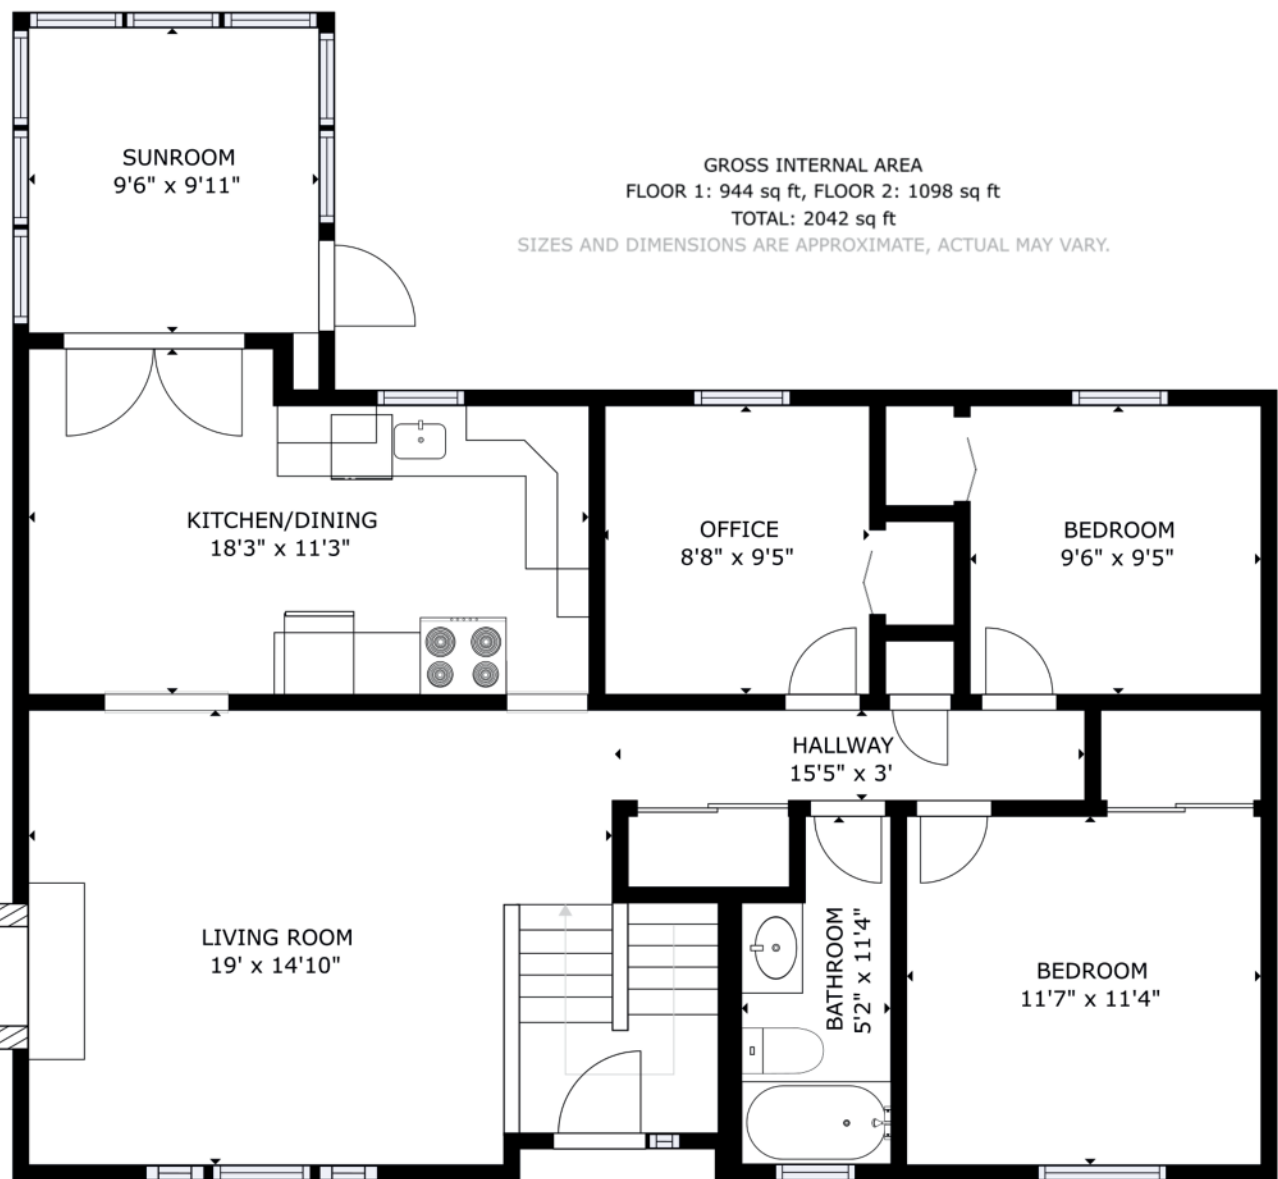 SUNROOM
9'6" x 9'11"
GROSS INTERNAL AREA
FLOOR 1: 944 sq ft, FLOOR 2: 1098 sq ft
TOTAL: 2042 sq ft
SIZES AND DIMENSIONS ARE APPROXIMATE, ACTUAL MAY VARY.
KITCHEN/DINING
18'3" x 11'3"
OFFICE
8'8" x 9'5"
BEDROOM
9'6" x 9'5"
HALLWAY
15'5" x 3'
LIVING ROOM
19' x 14'10"
BATHROOM
5'2" x 11'4"
BEDROOM
11'7" x 11'4"